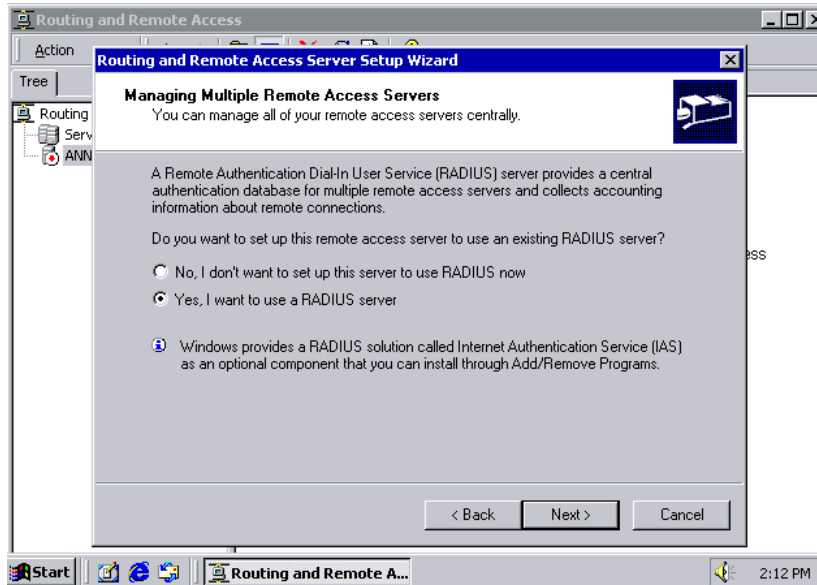 Routing and Remote Access
Action
Tree
Routing
Serv
ANN
ess
Routing and Remote Access Server Setup Wizard
Managing Multiple Remote Access Servers
You can manage all of your remote access servers centrally.
A Remote Authentication Dial-In User Service (RADIUS) server provides a central
authentication database for multiple remote access servers and collects accounting
information about remote connections.
Do you want to set up this remote access server to use an existing RADIUS server?
No, I don't want to set up this server to use RADIUS now
Yes, I want to use a RADIUS server
Windows provides a RADIUS solution called Internet Authentication Service (IAS)
as an optional component that you can install through Add/Remove Programs.
< Back Next > Cancel
Start Routing and Remote A... 2:12 PM